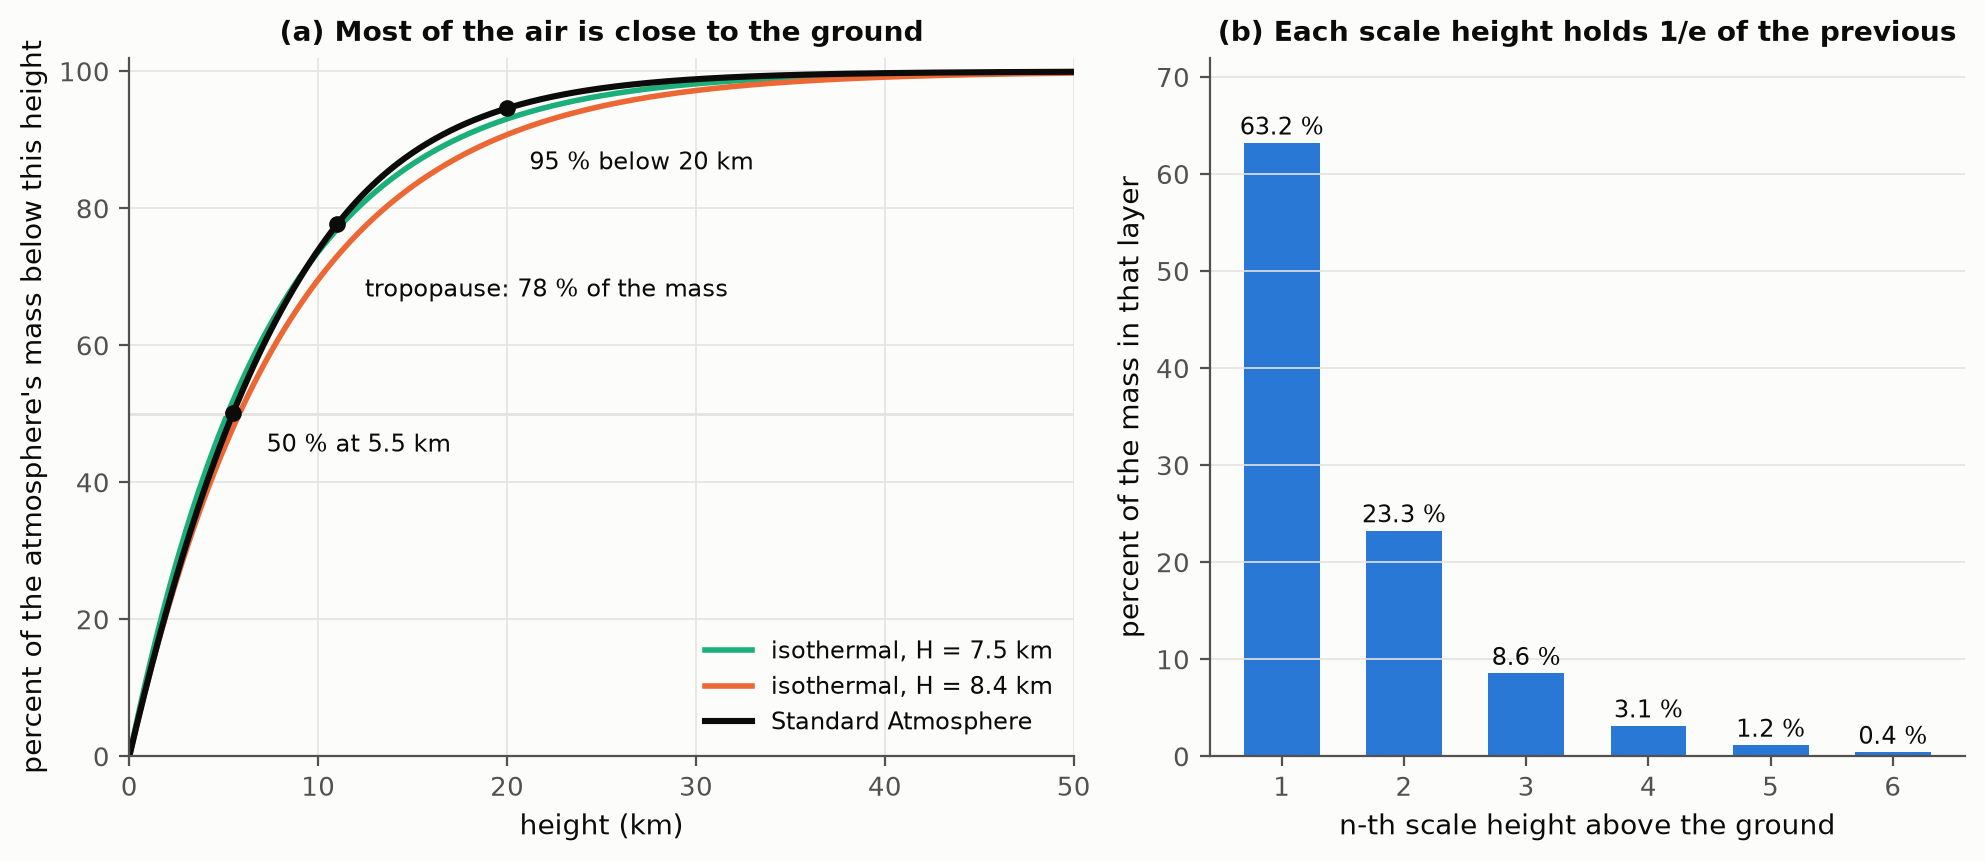 (a) Most of the air is close to the ground
percent of the atmosphere's mass below this height
100
80
60
40
20
0
95 % below 20 km
tropopause: 78 % of the mass
50 % at 5.5 km
isothermal, H = 7.5 km
isothermal, H = 8.4 km
Standard Atmosphere
0 10 20 30 40 50
height (km)
(b) Each scale height holds 1/e of the previous
percent of the mass in that layer
70
60
50
40
30
20
10
0
63.2 %
23.3 %
8.6 %
3.1 %
1.2 %
0.4 %
1 2 3 4 5 6
n-th scale height above the ground